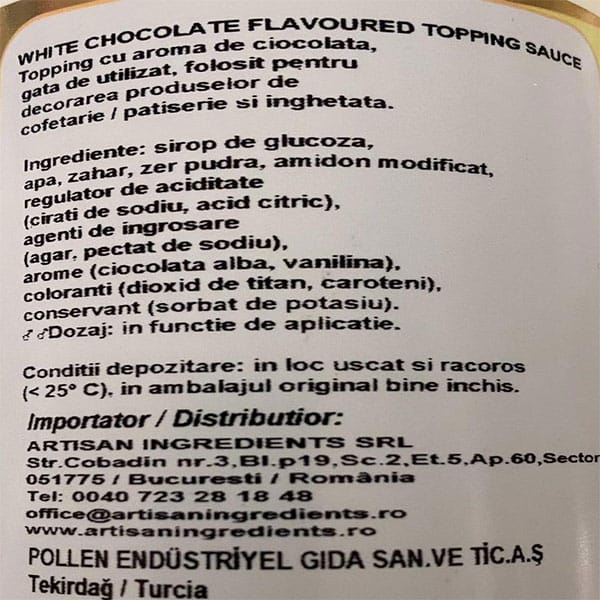 WHITE CHOCOLATE FLAVOURED TOPPING SAUCE
Topping cu aroma de ciocolata,
gata de utilizat, folosit pentru
decorarea produselor de
cofetarie / patiserie si inghetata.
Ingrediente: sirop de glucoza,
apa, zahar, zer pudra, amidon modificat,
regulator de aciditate
(cirati de sodiu, acid citric),
agenti de ingrosare
(agar, pectat de sodiu),
arome (ciocolata alba, vanilina),
coloranti (dioxid de titan, caroteni),
conservant (sorbat de potasiu).
♂♂Dozaj: in functie de aplicatie.
Conditii depozitare: in loc uscat si racoros
(< 25° C), in ambalajul original bine inchis.
Importator / Distributior:
ARTISAN INGREDIENTS SRL
Str.Cobadin nr.3,Bl.p19,Sc.2,Et.5,Ap.60,Sector
051775 / Bucuresti / România
Tel: 0040 723 28 18 48
office@artisaningredients.ro
www.artisaningredients.ro
POLLEN ENDÜSTRİYEL GIDA SAN.VE TİC.A.Ş
Tekirdağ / Turcia